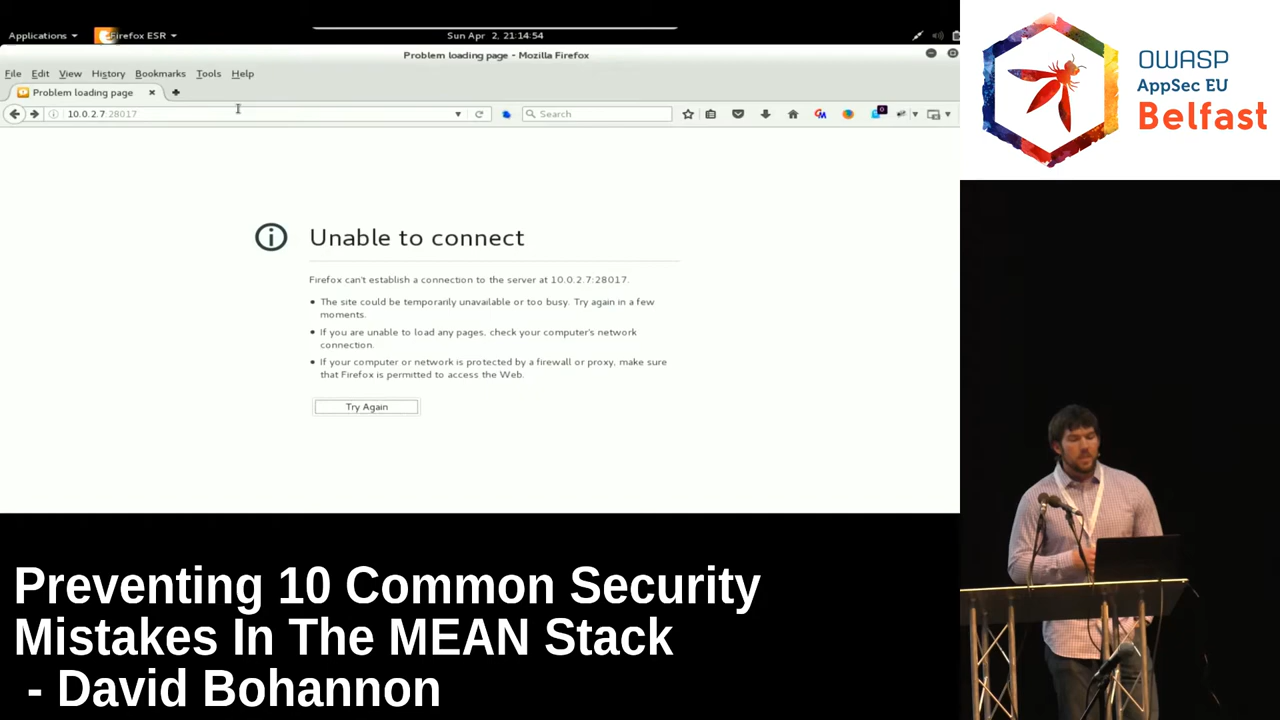 Applications
Firefox ESR
Sun Apr 2, 21:14:54
Problem loading page - Mozilla Firefox
File Edit View History Bookmarks Tools Help
Problem loading page
10.0.2.7:28017
Search
Unable to connect
Firefox can't establish a connection to the server at 10.0.2.7:28017.
The site could be temporarily unavailable or too busy. Try again in a few
moments.
If you are unable to load any pages, check your computer's network
connection.
If your computer or network is protected by a firewall or proxy, make sure
that Firefox is permitted to access the Web.
Try Again
OWASP
AppSec EU
Belfast
Preventing 10 Common Security
Mistakes In The MEAN Stack
- David Bohannon